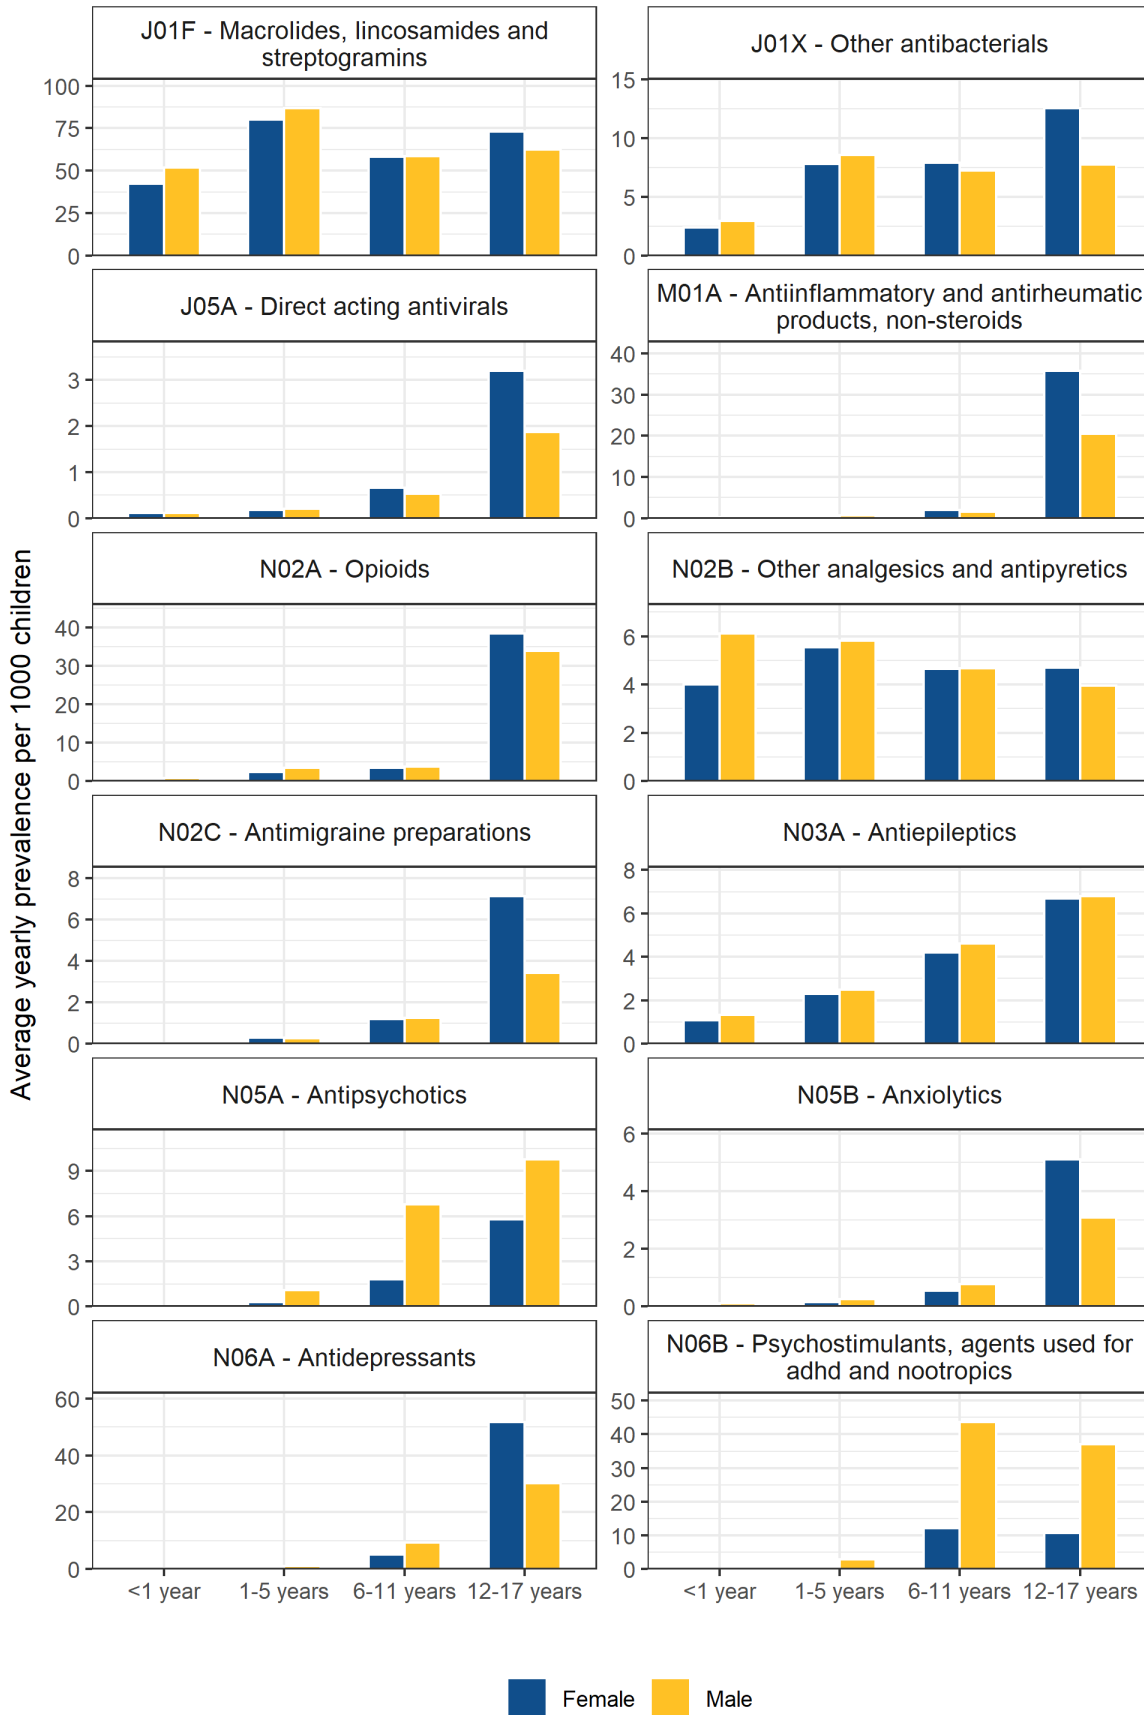 J01F - Macrolides, lincosamides and
streptogramins
J01X - Other antibacterials
100
75
50
25
0
15
10
5
0
J05A - Direct acting antivirals
M01A - Antiinflammatory and antirheumatic
products, non-steroids
3
2
1
0
40
30
20
10
0
N02A - Opioids
N02B - Other analgesics and antipyretics
40
30
20
10
0
6
4
2
0
Average yearly prevalence per 1000 children
N02C - Antimigraine preparations
N03A - Antiepileptics
8
6
4
2
0
8
6
4
2
0
N05A - Antipsychotics
N05B - Anxiolytics
9
6
3
0
6
4
2
0
N06A - Antidepressants
N06B - Psychostimulants, agents used for
adhd and nootropics
60
40
20
0
50
40
30
20
10
0
<1 year 1-5 years 6-11 years 12-17 years
<1 year 1-5 years 6-11 years 12-17 years
Female Male